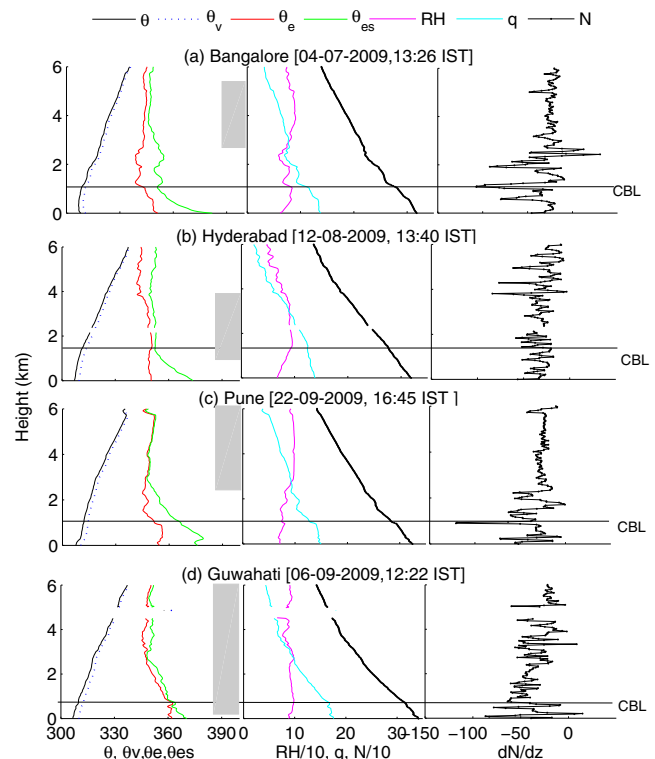 θ θv θe θes RH q N
(a) Bangalore [04-07-2009,13:26 IST]
6
4
2
0
CBL
(b) Hyderabad [12-08-2009, 13:40 IST]
6
4
2
0
CBL
Height (km)
(c) Pune [22-09-2009, 16:45 IST ]
6
4
2
0
CBL
(d) Guwahati [06-09-2009,12:22 IST]
6
4
2
0
CBL
300 330 360 390 0 10 20 30 -150 -100 -50 0
θ, θv,θe,θes RH/10, q, N/10 dN/dz